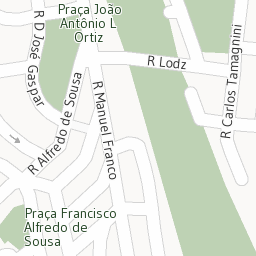 Praça João
Antônio L
Ortiz
R D José Gaspar
R Alfredo de Sousa
R Manuel Franco
R Lodz
R Carlos Tamagnini
Praça Francisco
Alfredo de
Sousa